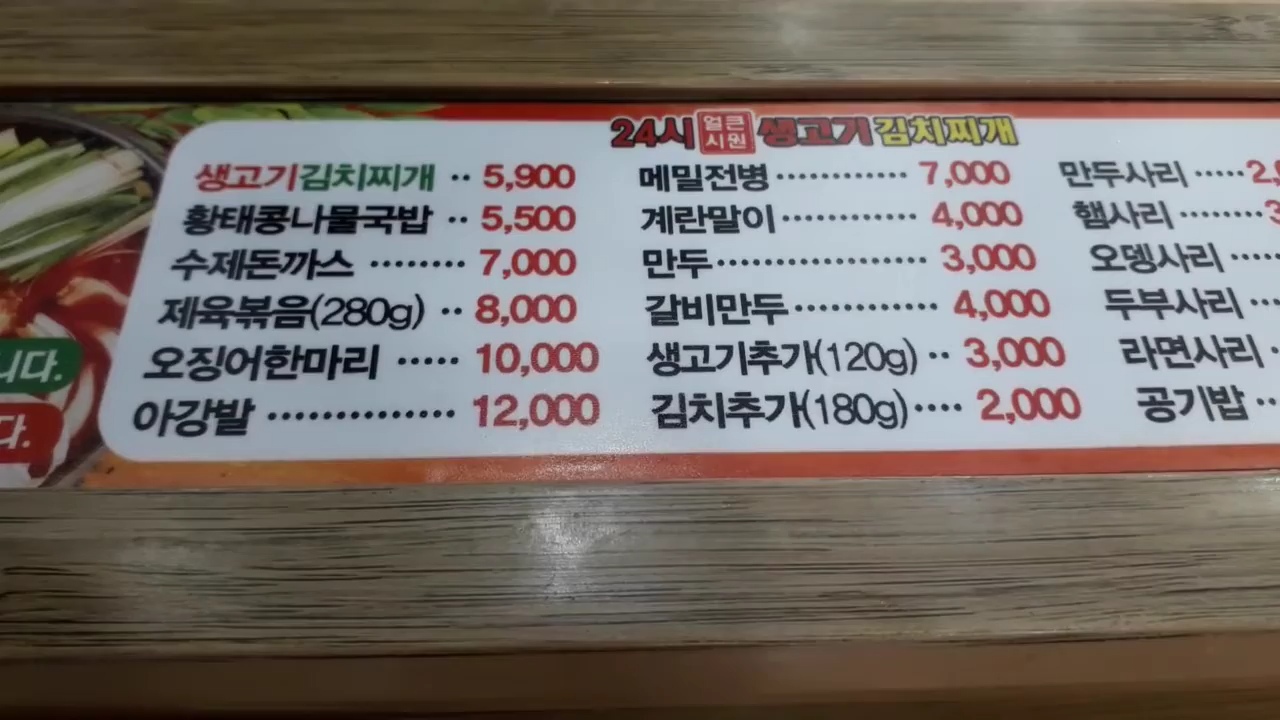 24시 얼큰시원 생고기 김치찌개
생고기김치찌개 ·· 5,900
황태콩나물국밥 ·· 5,500
수제돈까스 ········ 7,000
제육볶음(280g) ·· 8,000
오징어한마리 ····· 10,000
아강발 ·············· 12,000
메밀전병 ············ 7,000
계란말이 ············ 4,000
만두 ·················· 3,000
갈비만두 ············· 4,000
생고기추가(120g) ·· 3,000
김치추가(180g) ···· 2,000
만두사리 ·····
햄사리 ········
오뎅사리 ·····
두부사리 ···
라면사리 ·
공기밥 ··
니다.
다.